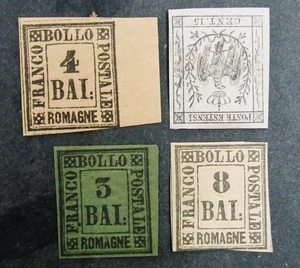 BOLLO
FRANCO
4
BAI:
POSTALE
ROMAGNE
POSTE ESTENSI
CENT. 15
BOLLO
FRANCO
3
BAI:
POSTALE
ROMAGNE
BOLLO
FRANCO
8
BAI:
POSTALE
ROMAGNE